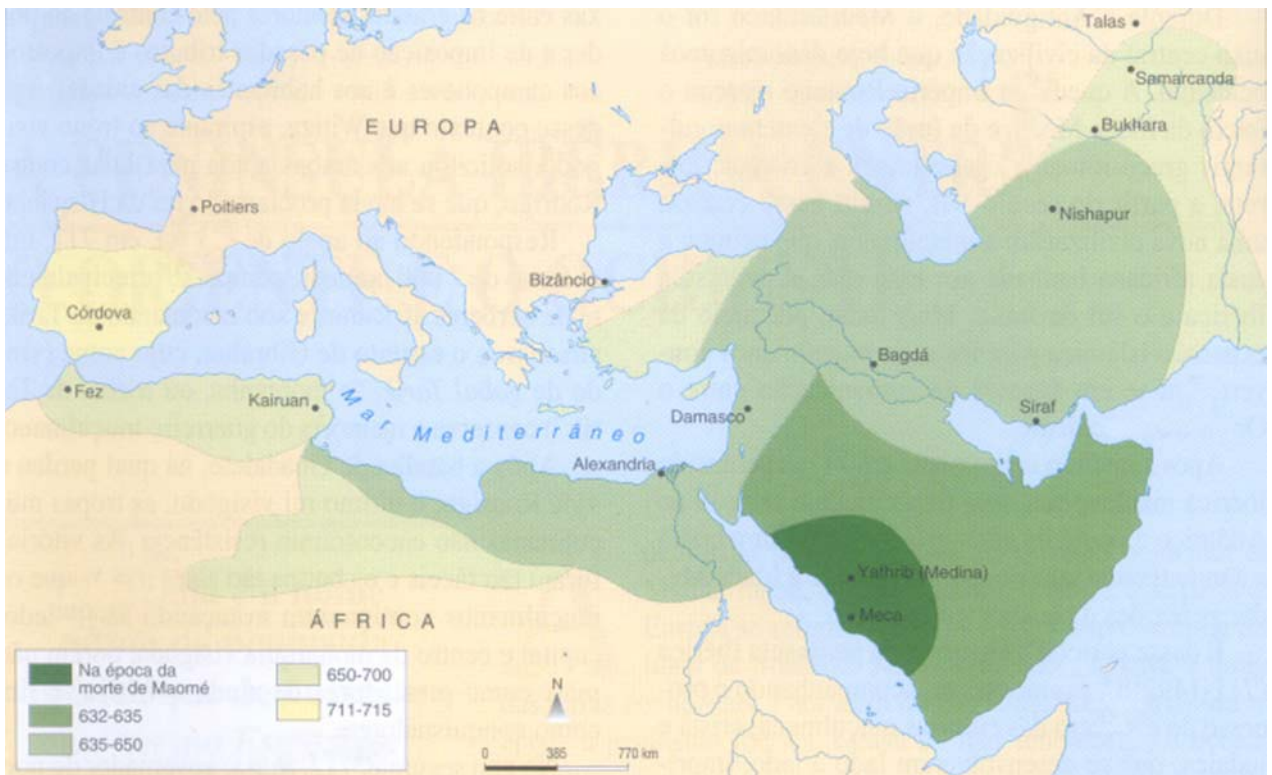 Talas
Samarcanda
EUROPA
Bukhara
Poitiers
Nishapur
Bizâncio
Córdova
Bagdá
Fez
Kairuan
Damasco
Siraf
Mar Mediterrâneo
Alexandria
Yathrib (Medina)
Meca
ÁFRICA
Na época da
morte de Maomé
632-635
635-650
650-700
711-715
N
0 385 770 km